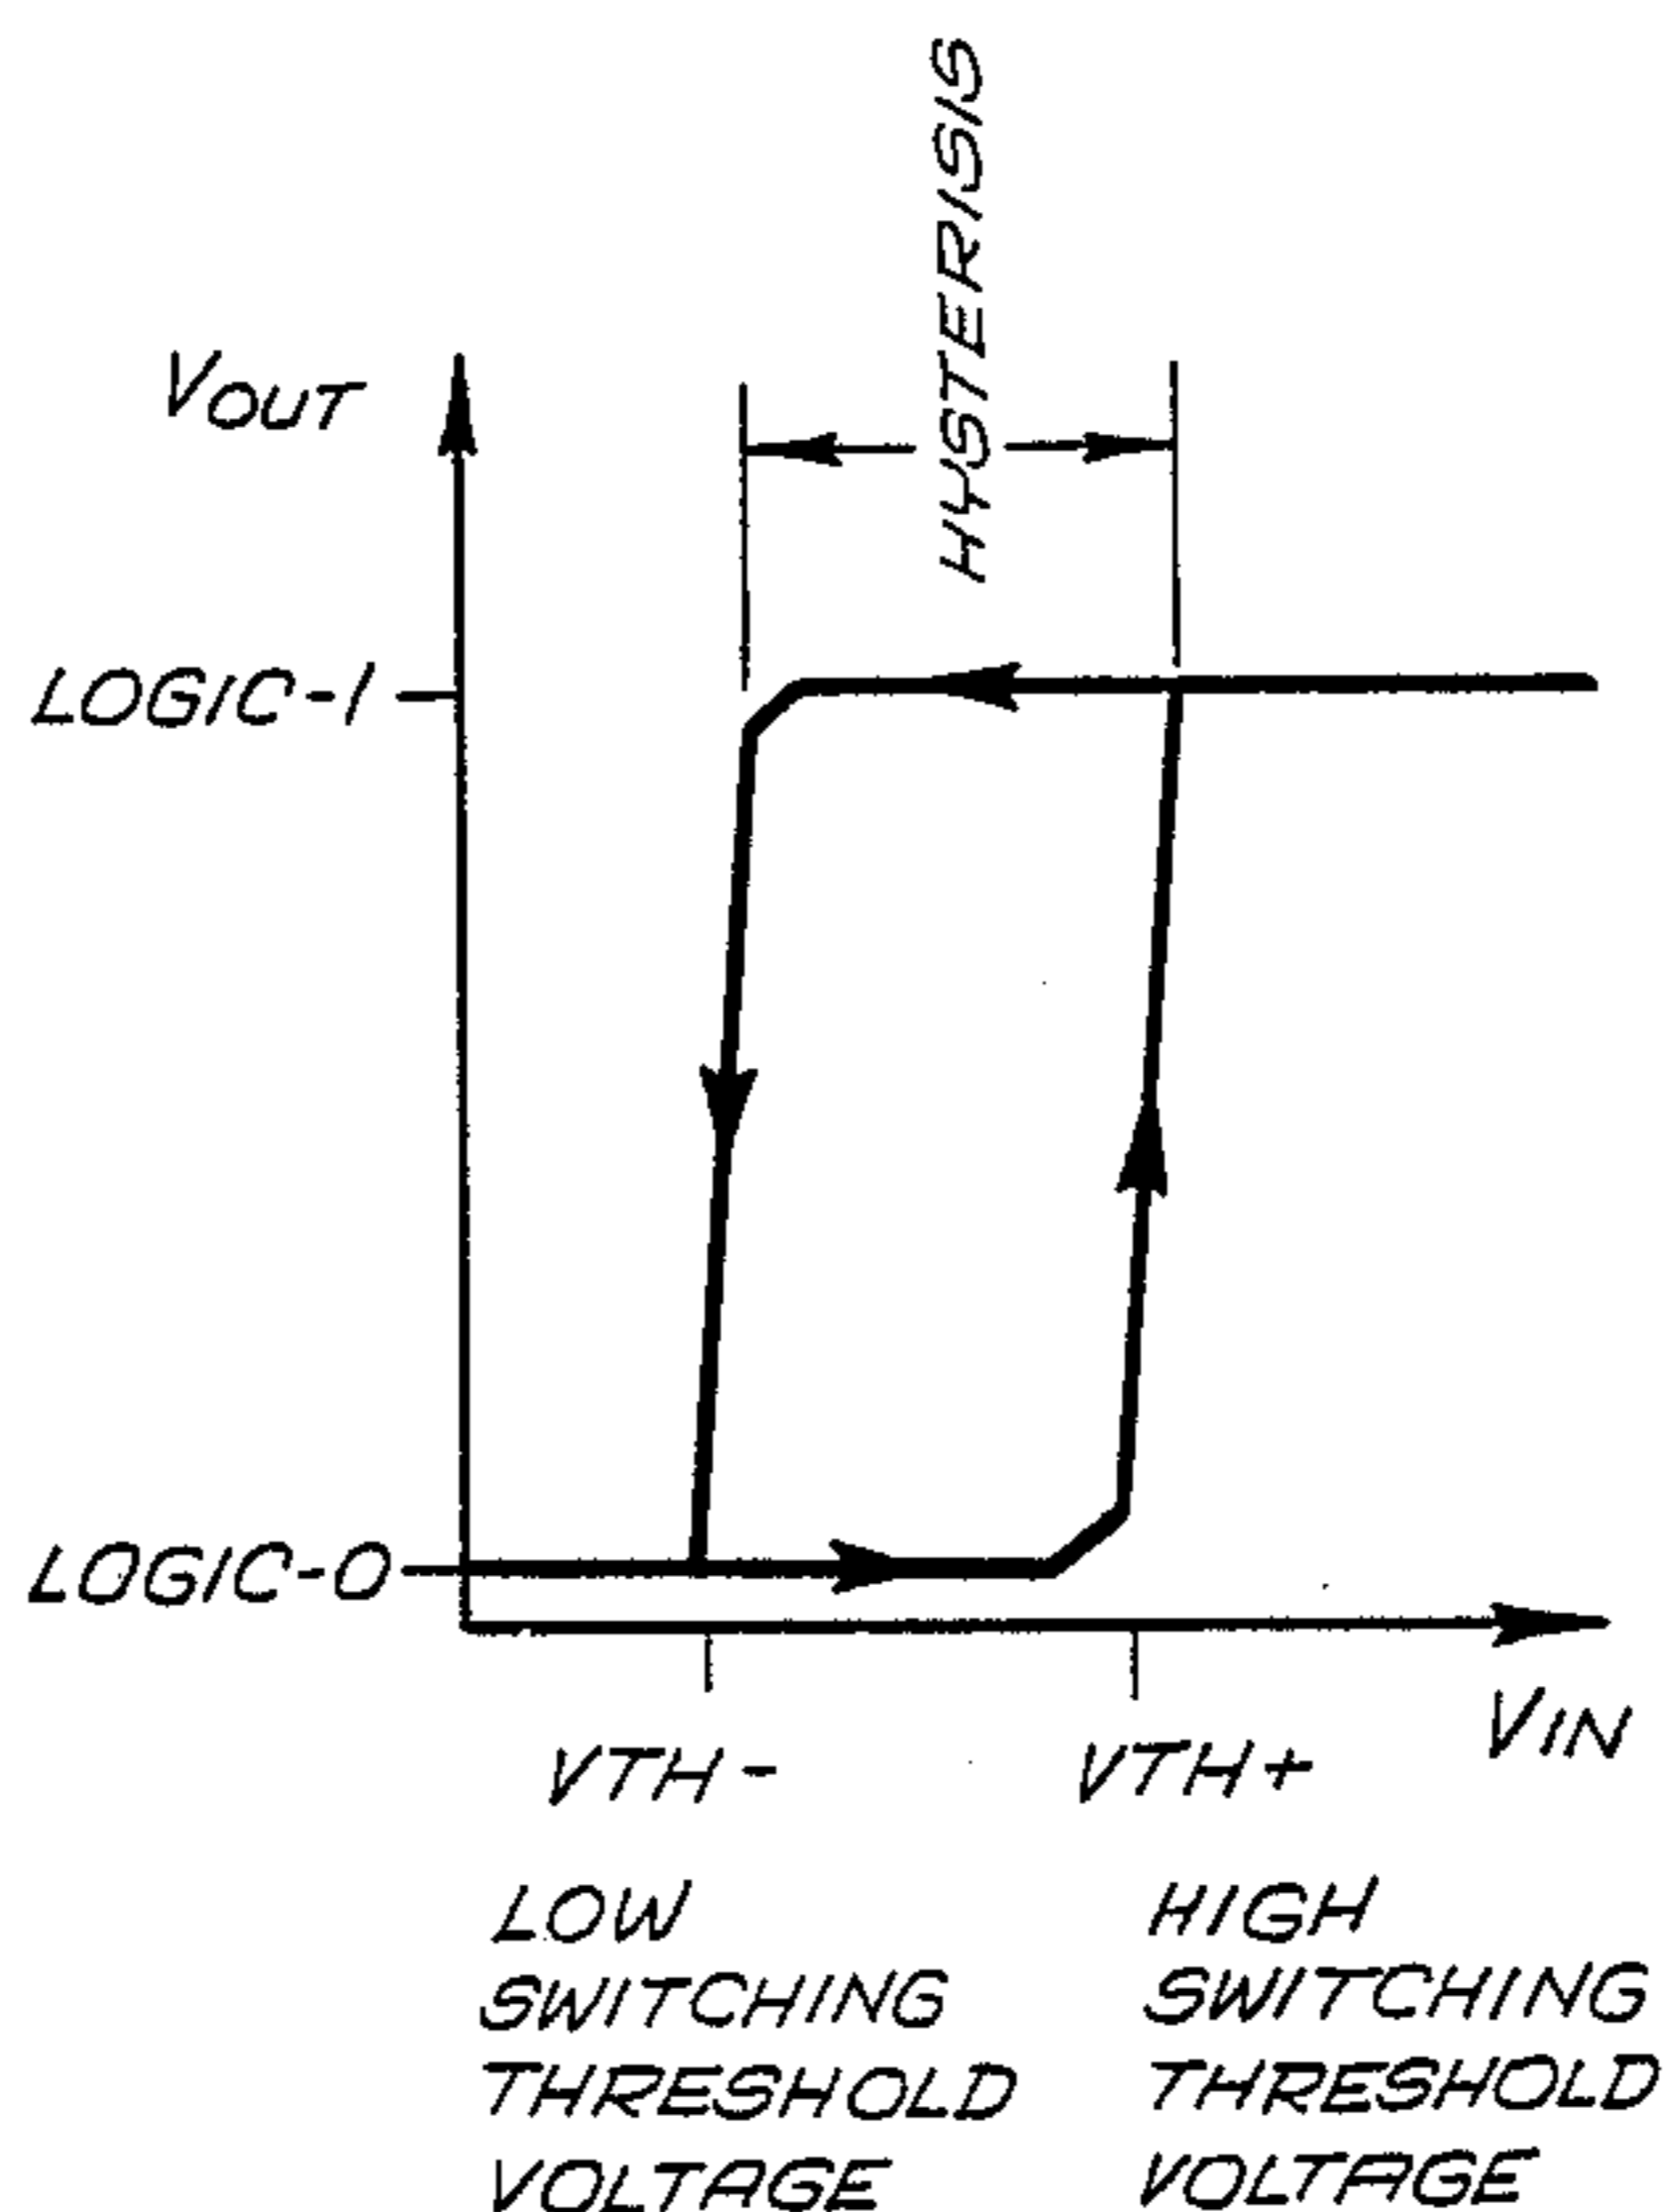 HYSTERISIS
VOUT
LOGIC-1
LOGIC-0
VIN
VTH-
VTH+
LOW
SWITCHING
THRESHOLD
VOLTAGE
HIGH
SWITCHING
THRESHOLD
VOLTAGE